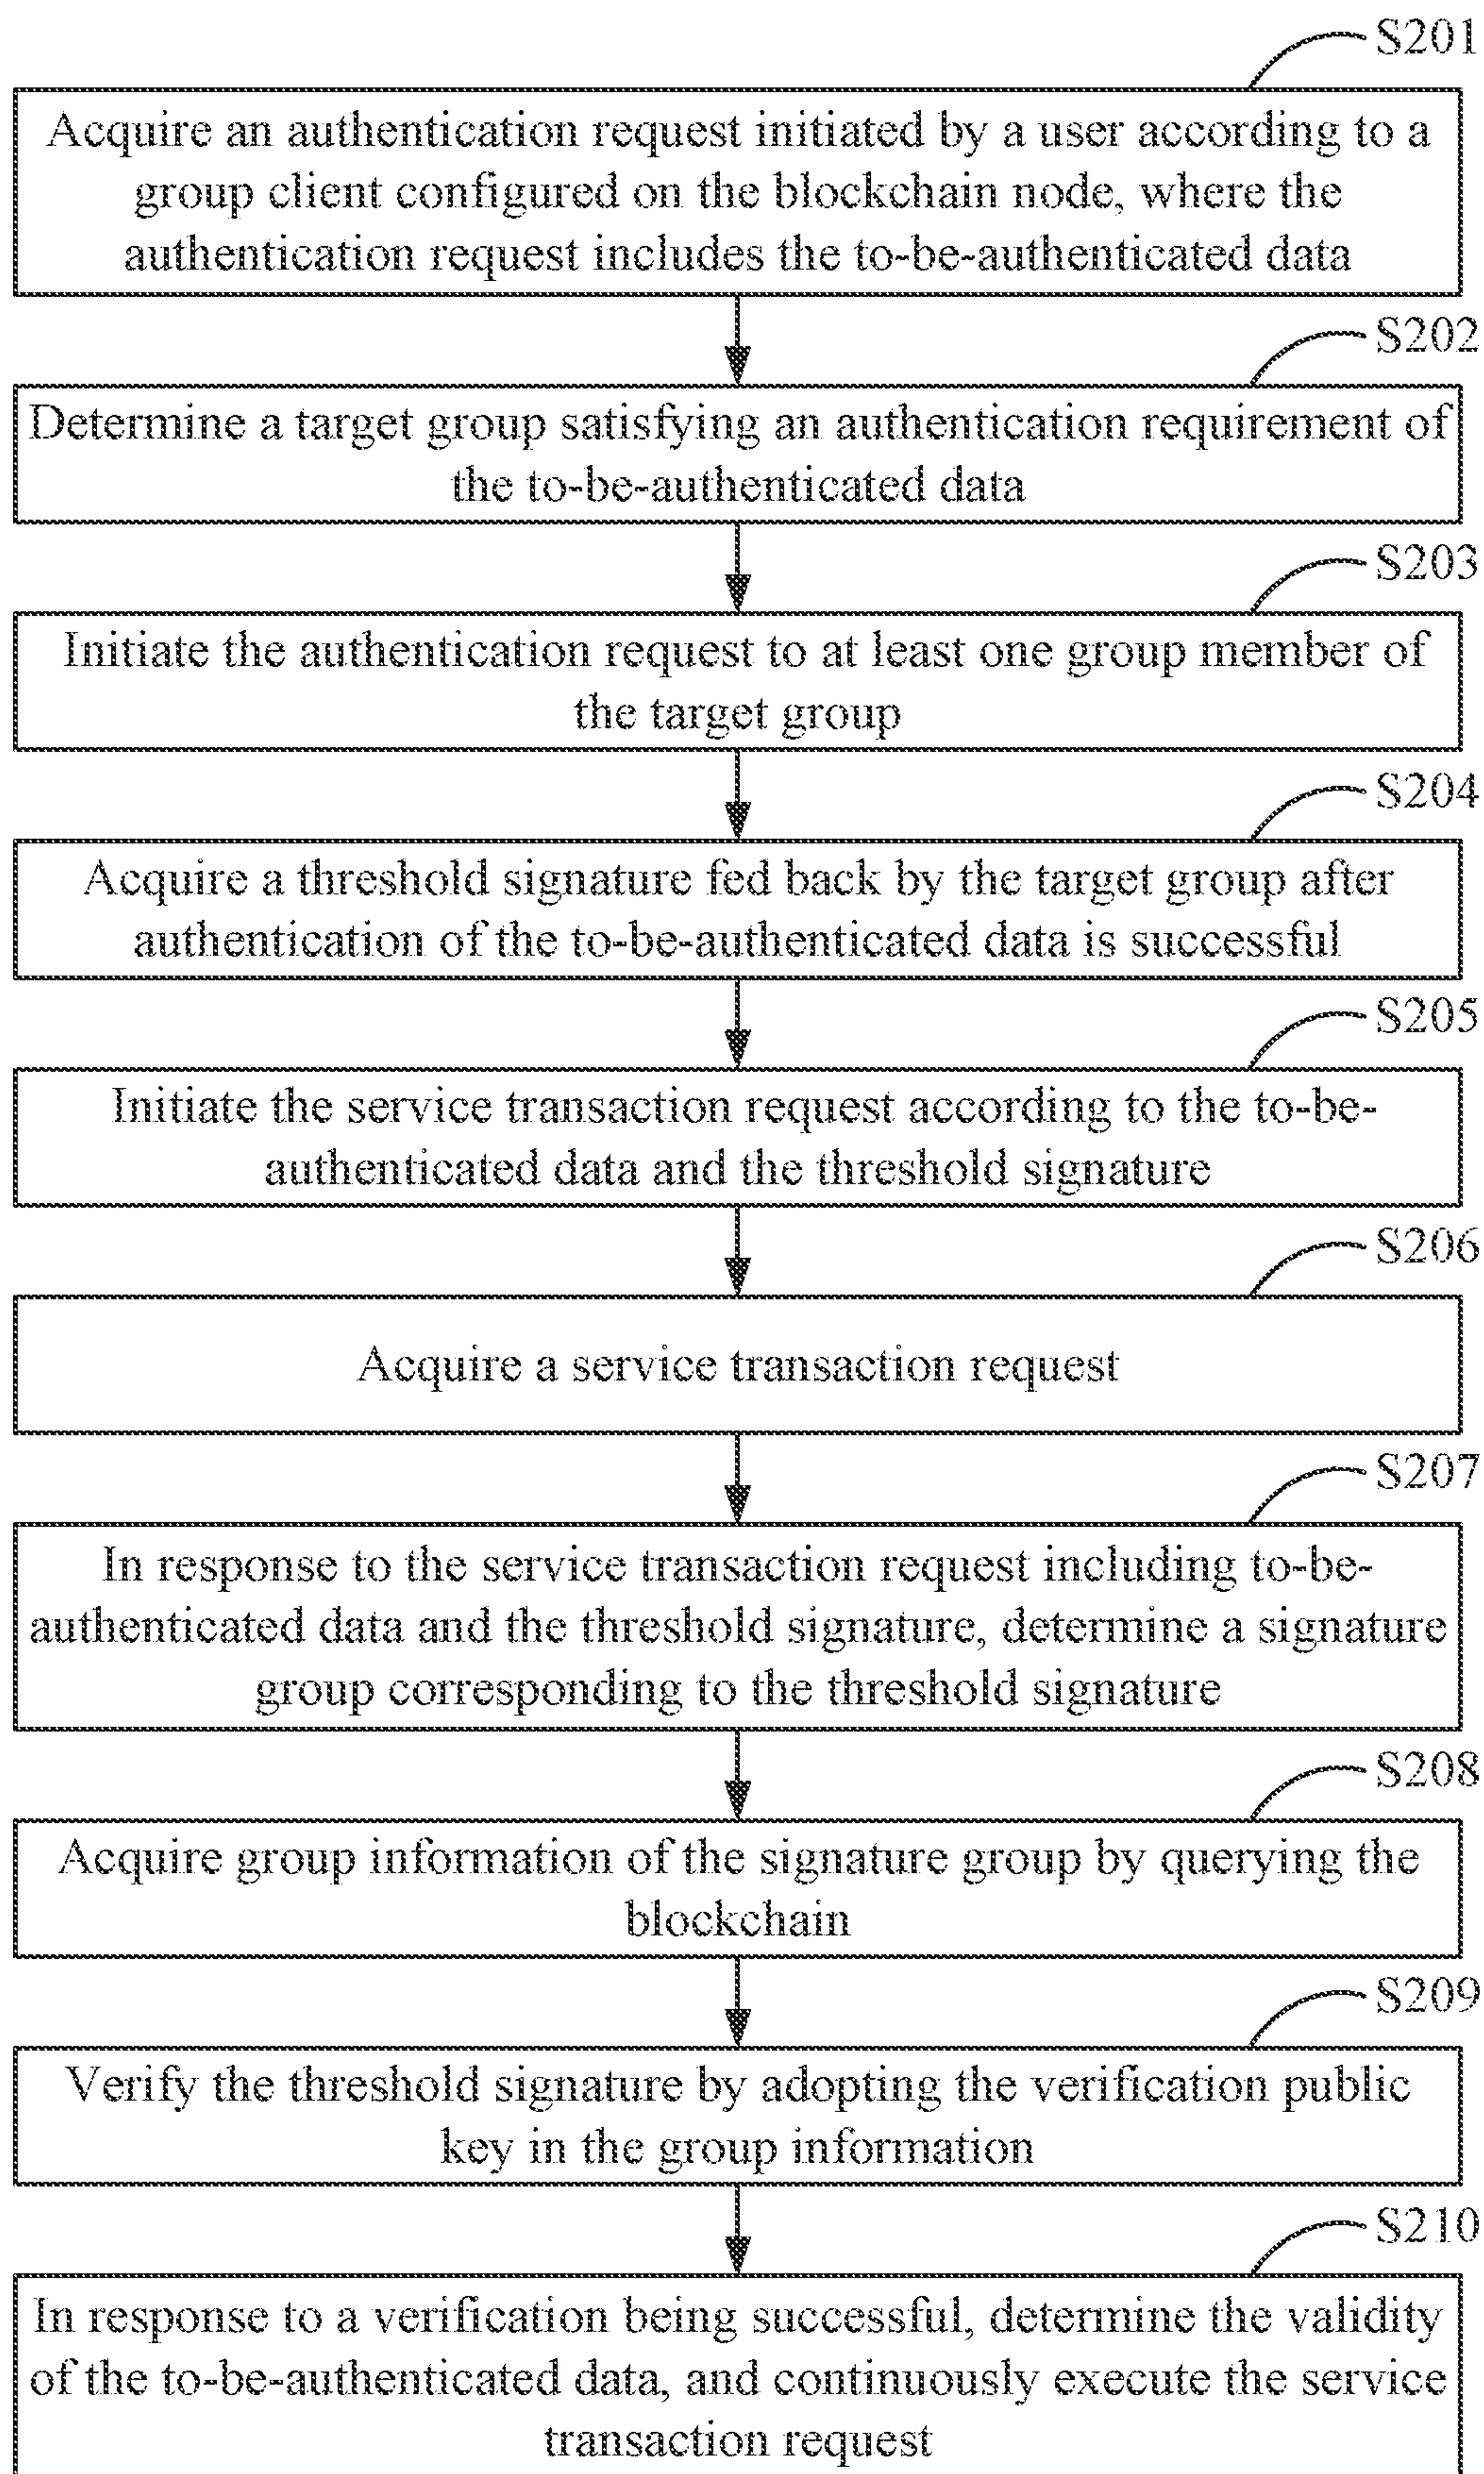 S201
Acquire an authentication request initiated by a user according to a
group client configured on the blockchain node, where the
authentication request includes the to-be-authenticated data
S202
Determine a target group satisfying an authentication requirement of
the to-be-authenticated data
S203
Initiate the authentication request to at least one group member of
the target group
S204
Acquire a threshold signature fed back by the target group after
authentication of the to-be-authenticated data is successful
S205
Initiate the service transaction request according to the to-be-
authenticated data and the threshold signature
S206
Acquire a service transaction request
S207
In response to the service transaction request including to-be-
authenticated data and the threshold signature, determine a signature
group corresponding to the threshold signature
S208
Acquire group information of the signature group by querying the
blockchain
S209
Verify the threshold signature by adopting the verification public
key in the group information
S210
In response to a verification being successful, determine the validity
of the to-be-authenticated data, and continuously execute the service
transaction request